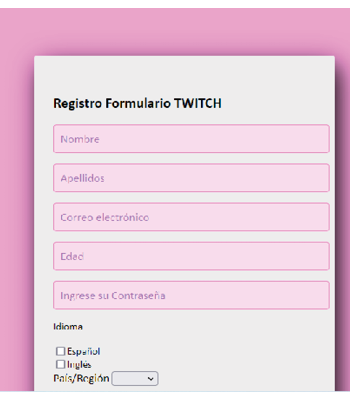 Registro Formulario TWITCH
Nombre
Apellidos
Correo electrónico
Edad
Ingrese su Contraseña
Idioma
Español
Inglés
País/Región